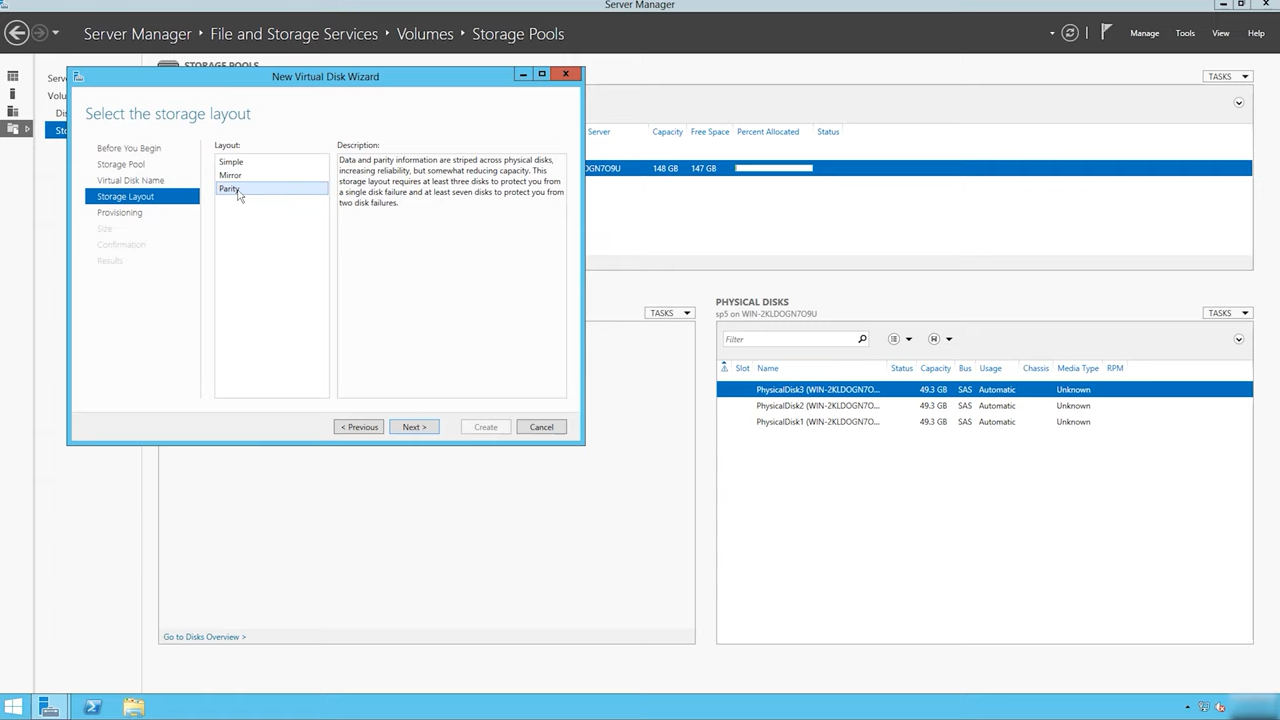 Server Manager
Server Manager › File and Storage Services › Volumes › Storage Pools
Manage
Tools
View
Help
STORAGE POOLS
TASKS
New Virtual Disk Wizard
Select the storage layout
Before You Begin
Storage Pool
Virtual Disk Name
Storage Layout
Provisioning
Size
Confirmation
Results
Layout:
Simple
Mirror
Parity
Description:
Data and parity information are striped across physical disks,
increasing reliability, but somewhat reducing capacity. This
storage layout requires at least three disks to protect you from
a single disk failure and at least seven disks to protect you from
two disk failures.
< Previous
Next >
Create
Cancel
Server
Capacity
Free Space
Percent Allocated
Status
148 GB
147 GB
TASKS
PHYSICAL DISKS
sp5 on WIN-2KLDOGN7O9U
TASKS
Filter
Slot
Name
Status
Capacity
Bus
Usage
Chassis
Media Type
RPM
PhysicalDisk3 (WIN-2KLDOGN7O... 49.3 GB SAS Automatic Unknown
PhysicalDisk2 (WIN-2KLDOGN7O... 49.3 GB SAS Automatic Unknown
PhysicalDisk1 (WIN-2KLDOGN7O... 49.3 GB SAS Automatic Unknown
Go to Disks Overview >